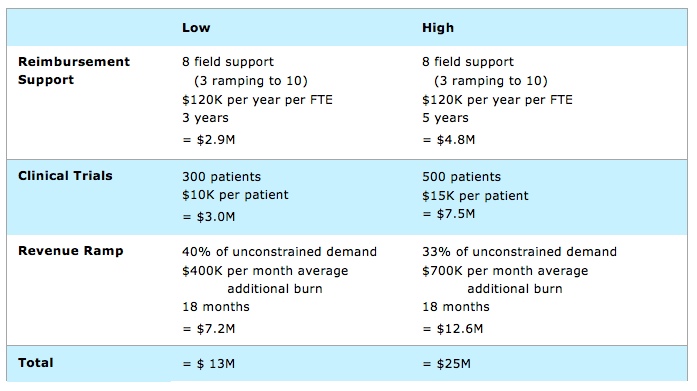 Low High
Reimbursement Support
8 field support
(3 ramping to 10)
$120K per year per FTE
3 years
= $2.9M
8 field support
(3 ramping to 10)
$120K per year per FTE
5 years
= $4.8M
Clinical Trials
300 patients
$10K per patient
= $3.0M
500 patients
$15K per patient
= $7.5M
Revenue Ramp
40% of unconstrained demand
$400K per month average
additional burn
18 months
= $7.2M
33% of unconstrained demand
$700K per month average
additional burn
18 months
= $12.6M
Total
= $ 13M
= $25M